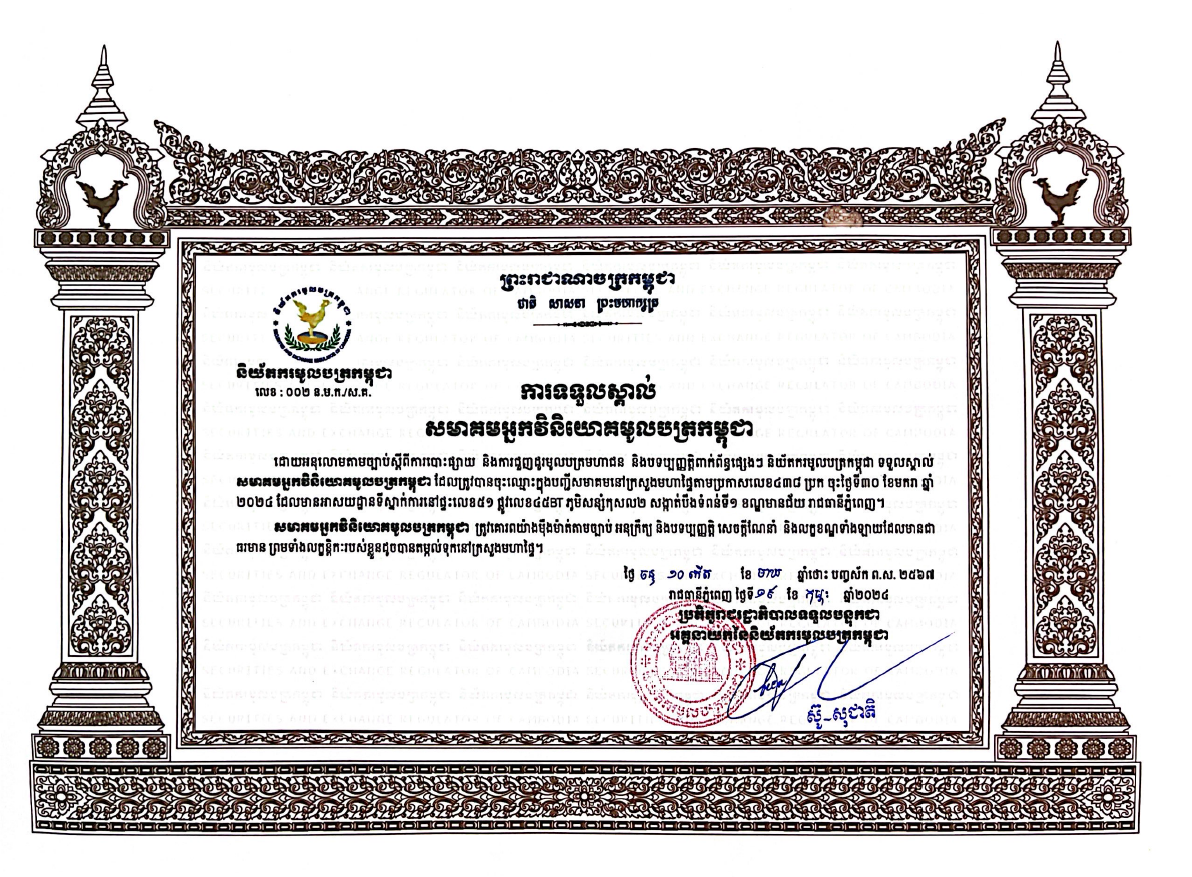 ព្រះរាជាណាចក្រកម្ពុជា
ជាតិ សាសនា ព្រះមហាក្សត្រ
និយ័តករមូលបត្រកម្ពុជា
លេខ : ០០២ ន.ម.ក./ស.គ.
ការទទួលស្គាល់
សមាគមអ្នកវិនិយោគមូលបត្រកម្ពុជា
ដោយអនុលោមតាមច្បាប់ស្តីពីការបោះផ្សាយ និងការជួញដូរមូលបត្រមហាជន និងបទប្បញ្ញត្តិពាក់ព័ន្ធផ្សេងៗ និយ័តករមូលបត្រកម្ពុជា ទទួលស្គាល់
សមាគមអ្នកវិនិយោគមូលបត្រកម្ពុជា ដែលត្រូវបានចុះឈ្មោះក្នុងបញ្ជីសមាគមនៅក្រសួងមហាផ្ទៃតាមប្រកាសលេខ៤៣៨ ប្រក ចុះថ្ងៃទី៣០ ខែមករា ឆ្នាំ
២០២៤ ដែលមានអាសយដ្ឋានទីស្នាក់ការនៅផ្ទះលេខ៩១ ផ្លូវលេខ៤៩BT ភូមិសន្សំកុសល២ សង្កាត់បឹងទំពន់ទី១ ខណ្ឌមានជ័យ រាជធានីភ្នំពេញ។
សមាគមអ្នកវិនិយោគមូលបត្រកម្ពុជា ត្រូវគោរពយ៉ាងម៉ឺងម៉ាត់តាមច្បាប់ អនុក្រឹត្យ និងបទប្បញ្ញត្តិ សេចក្តីណែនាំ និងលក្ខខណ្ឌទាំងឡាយដែលមានជា
ធរមាន ព្រមទាំងលក្ខន្តិកៈរបស់ខ្លួនដូចបានតម្កល់ទុកនៅក្រសួងមហាផ្ទៃ។
ថ្ងៃ ចន្ទ ១០ កើត ខែ មាឃ ឆ្នាំថោះ បញ្ចស័ក ព.ស. ២៥៦៧
រាជធានីភ្នំពេញ ថ្ងៃទី ១៩ ខែ កុម្ភៈ ឆ្នាំ២០២៤
ប្រតិភូរាជរដ្ឋាភិបាលទទួលបន្ទុកជា
អគ្គនាយកនៃនិយ័តករមូលបត្រកម្ពុជា
ស៊ូ-សុជាតិ